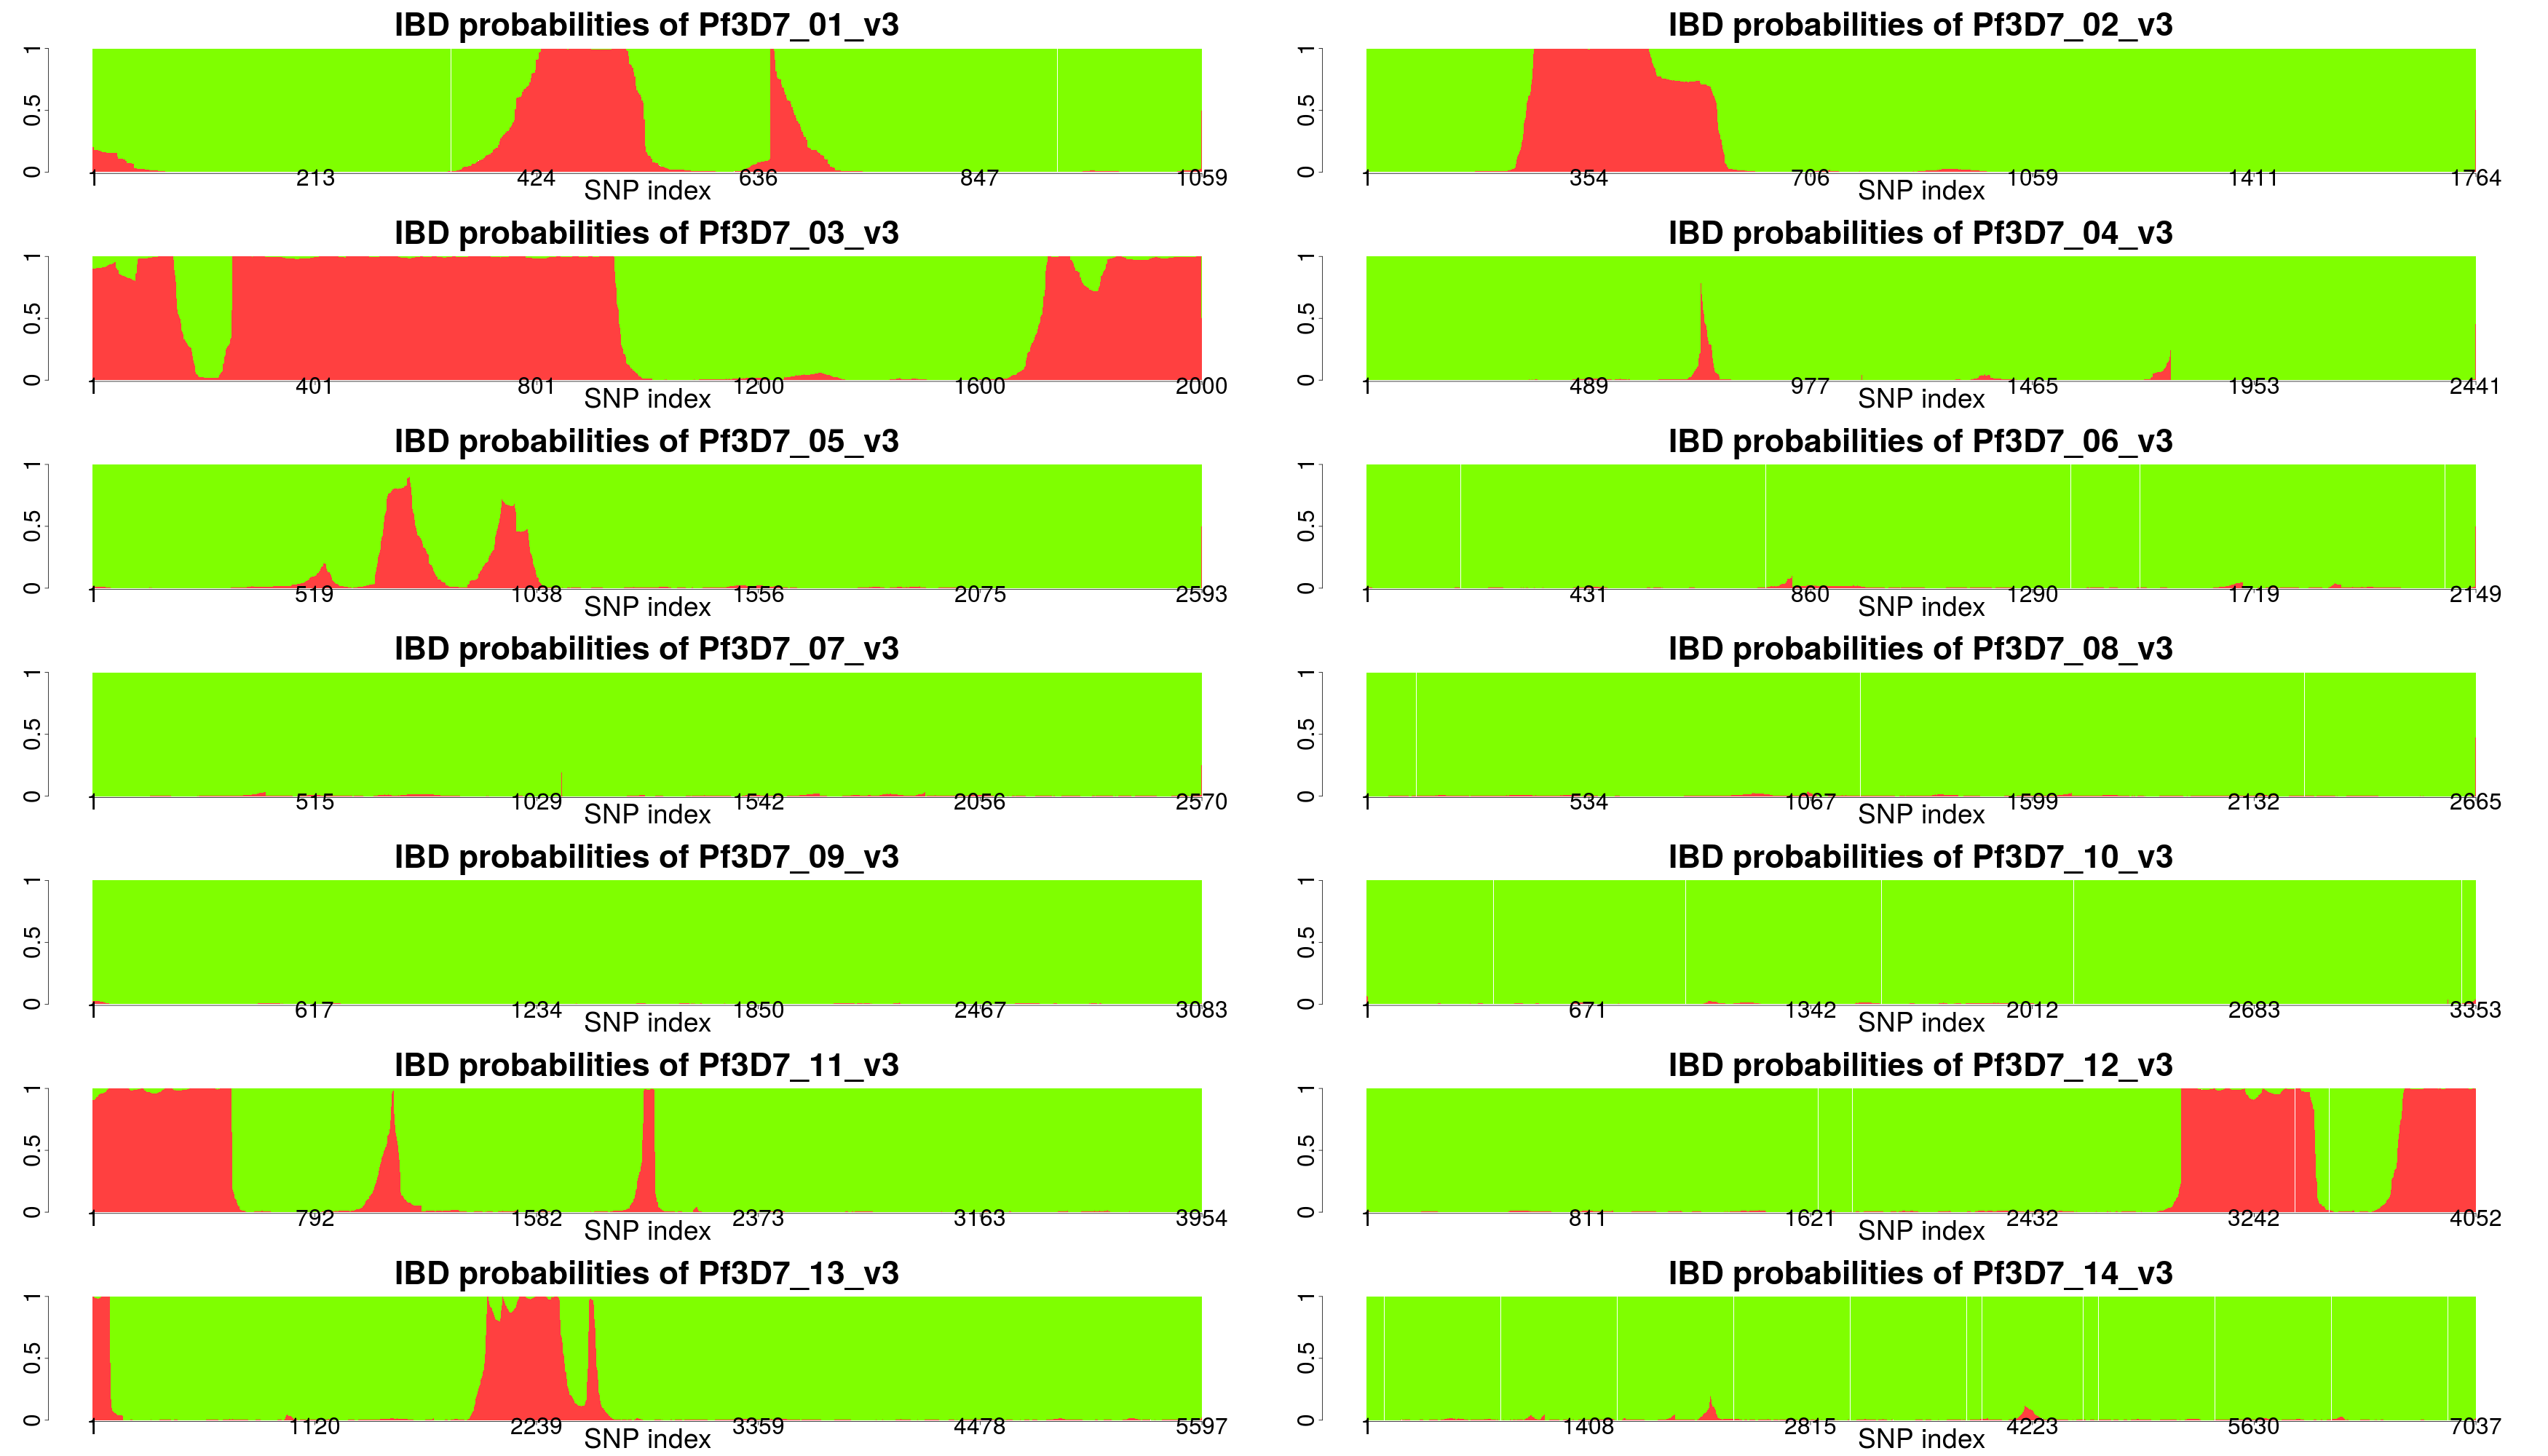 IBD probabilities of Pf3D7_01_v3
0 0.5 1
1 213 424 636 847 1059
SNP index
IBD probabilities of Pf3D7_02_v3
0 0.5 1
1 354 706 1059 1411 1764
SNP index
IBD probabilities of Pf3D7_03_v3
0 0.5 1
1 401 801 1200 1600 2000
SNP index
IBD probabilities of Pf3D7_04_v3
0 0.5 1
1 489 977 1465 1953 2441
SNP index
IBD probabilities of Pf3D7_05_v3
0 0.5 1
1 519 1038 1556 2075 2593
SNP index
IBD probabilities of Pf3D7_06_v3
0 0.5 1
1 431 860 1290 1719 2149
SNP index
IBD probabilities of Pf3D7_07_v3
0 0.5 1
1 515 1029 1542 2056 2570
SNP index
IBD probabilities of Pf3D7_08_v3
0 0.5 1
1 534 1067 1599 2132 2665
SNP index
IBD probabilities of Pf3D7_09_v3
0 0.5 1
1 617 1234 1850 2467 3083
SNP index
IBD probabilities of Pf3D7_10_v3
0 0.5 1
1 671 1342 2012 2683 3353
SNP index
IBD probabilities of Pf3D7_11_v3
0 0.5 1
1 792 1582 2373 3163 3954
SNP index
IBD probabilities of Pf3D7_12_v3
0 0.5 1
1 811 1621 2432 3242 4052
SNP index
IBD probabilities of Pf3D7_13_v3
0 0.5 1
1 1120 2239 3359 4478 5597
SNP index
IBD probabilities of Pf3D7_14_v3
0 0.5 1
1 1408 2815 4223 5630 7037
SNP index